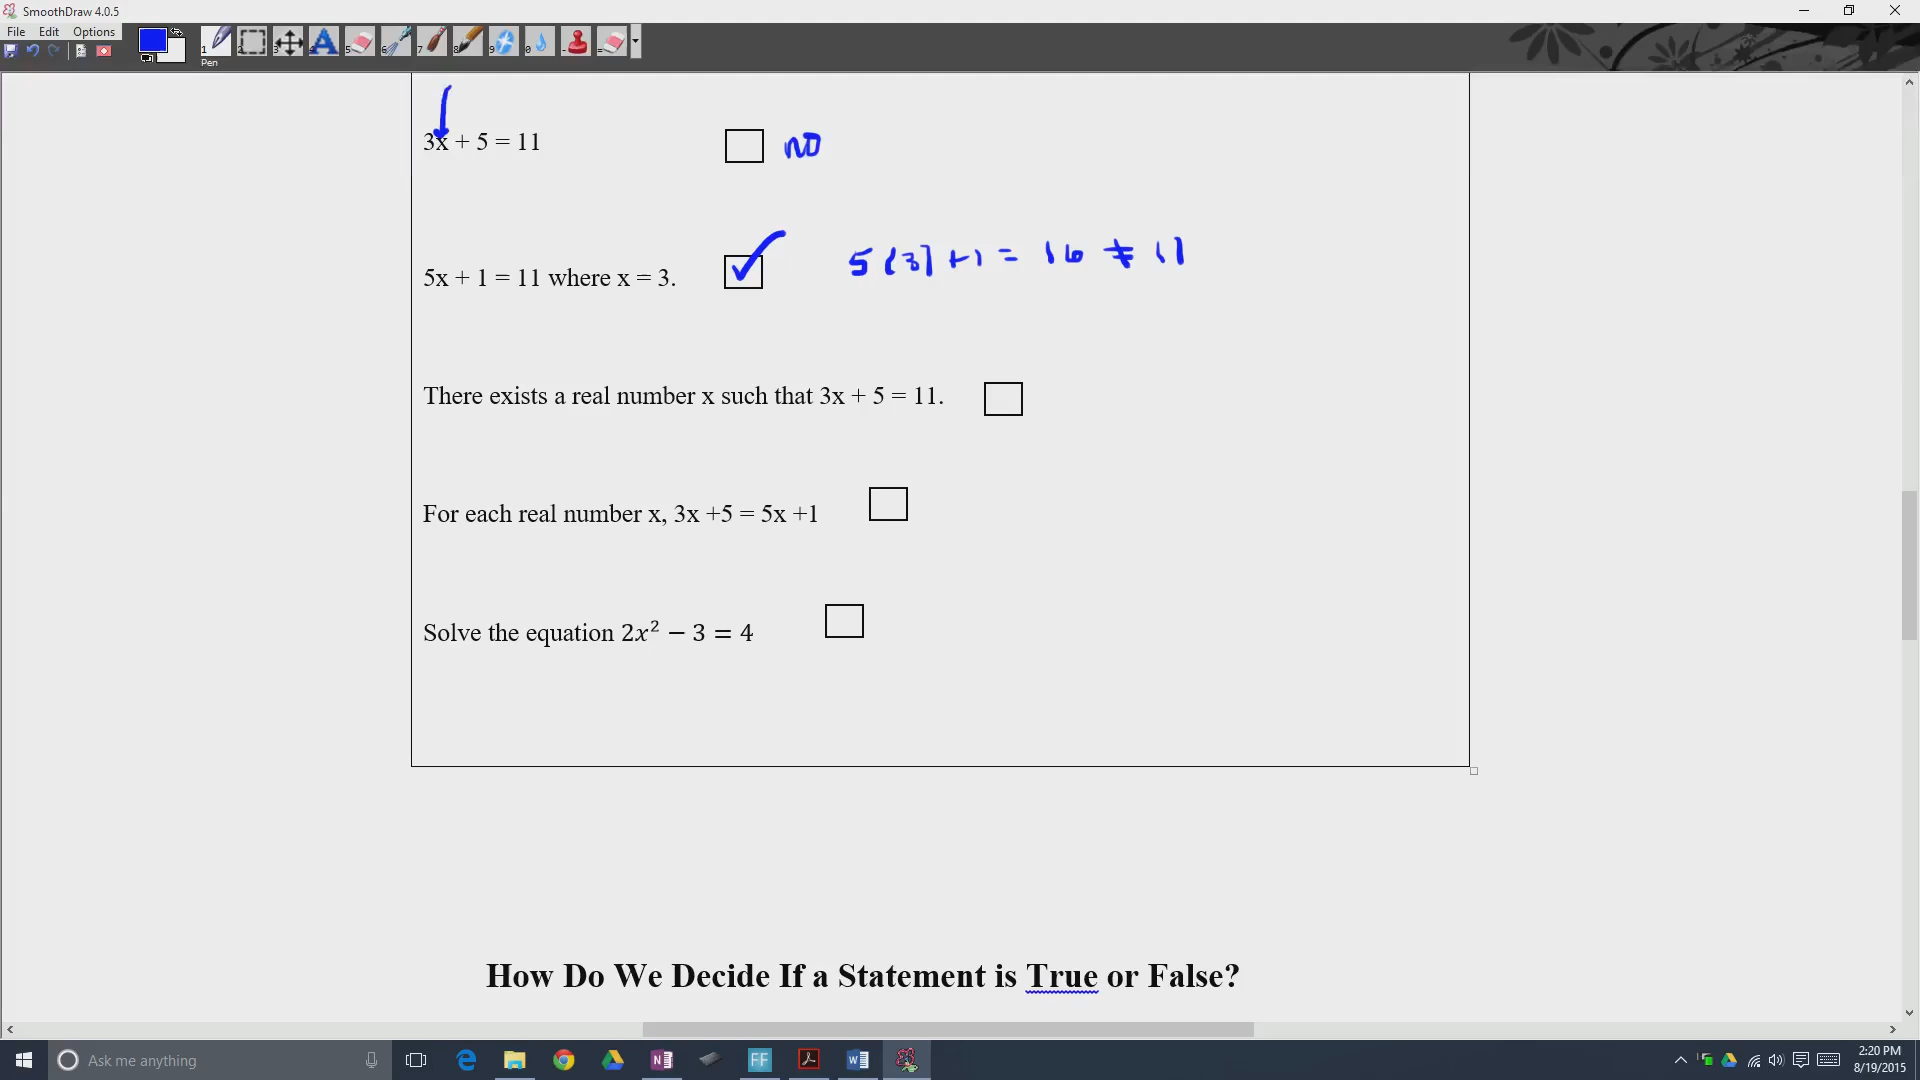 SmoothDraw 4.0.5
File Edit Options
Pen
3x + 5 = 11 NO
5x + 1 = 11 where x = 3. 5(3)+1 = 16 ≠ 11
There exists a real number x such that 3x + 5 = 11.
For each real number x, 3x +5 = 5x +1
Solve the equation 2x² − 3 = 4
How Do We Decide If a Statement is True or False?
Ask me anything
2:20 PM
8/19/2015